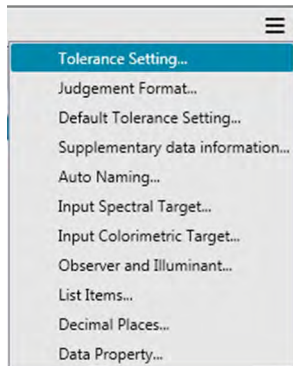 Tolerance Setting...
Judgement Format...
Default Tolerance Setting...
Supplementary data information...
Auto Naming...
Input Spectral Target...
Input Colorimetric Target...
Observer and Illuminant...
List Items...
Decimal Places...
Data Property...